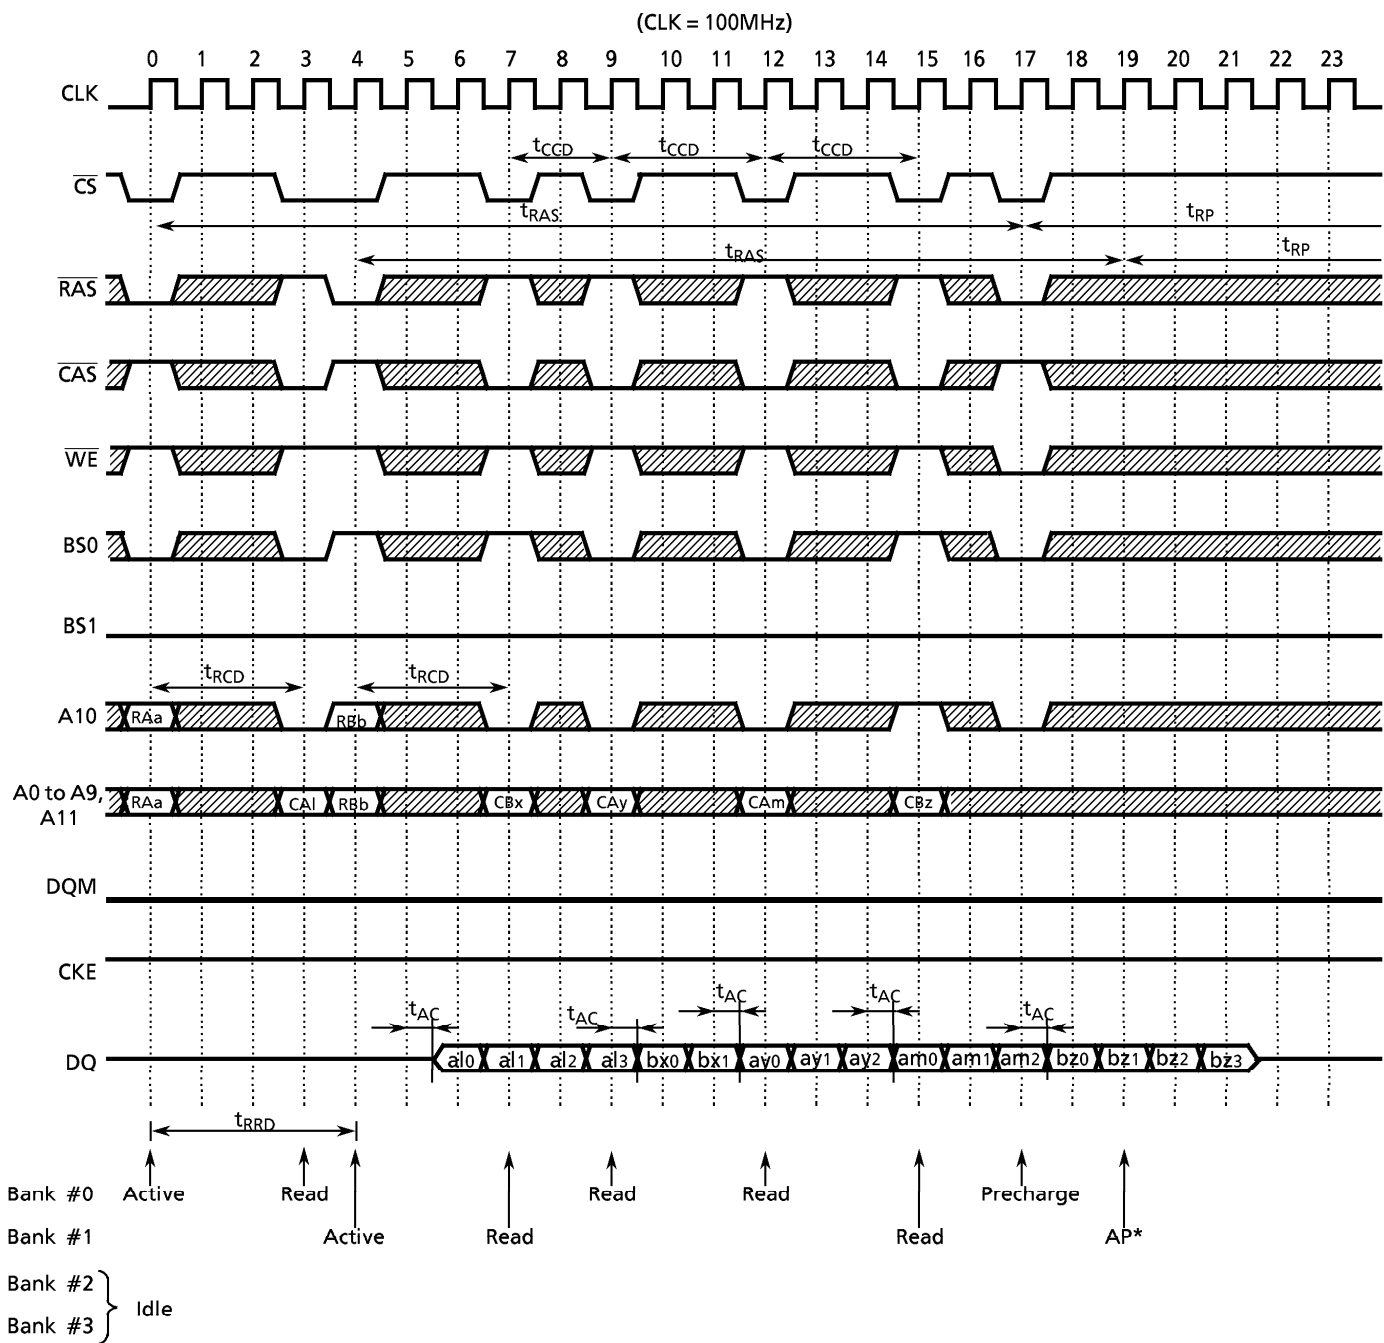 (CLK = 100MHz)
0 1 2 3 4 5 6 7 8 9 10 11 12 13 14 15 16 17 18 19 20 21 22 23
CLK
tCCD tCCD tCCD
CS
tRAS tRP
tRAS tRP
RAS
CAS
WE
BS0
BS1
tRCD tRCD
A10 RAa RBb
A0 to A9, A11 RAa CAl RBb CBx CAy CAm CBz
DQM
CKE
tAC tAC tAC tAC tAC
DQ al0 al1 al2 al3 bx0 bx1 ay0 ay1 ay2 am0 am1 am2 bz0 bz1 bz2 bz3
tRRD
Bank #0 Active Read Read Read Precharge
Bank #1 Active Read Read AP*
Bank #2
Idle
Bank #3